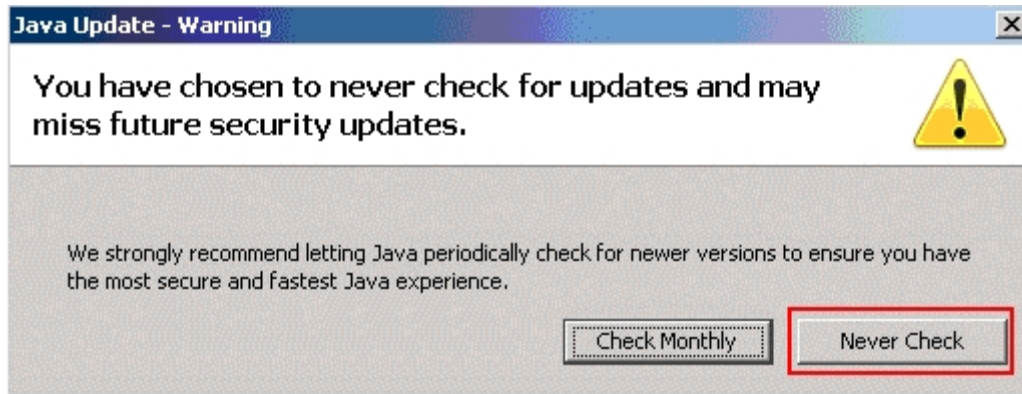 Java Update - Warning
You have chosen to never check for updates and may
miss future security updates.
We strongly recommend letting Java periodically check for newer versions to ensure you have
the most secure and fastest Java experience.
Check Monthly
Never Check